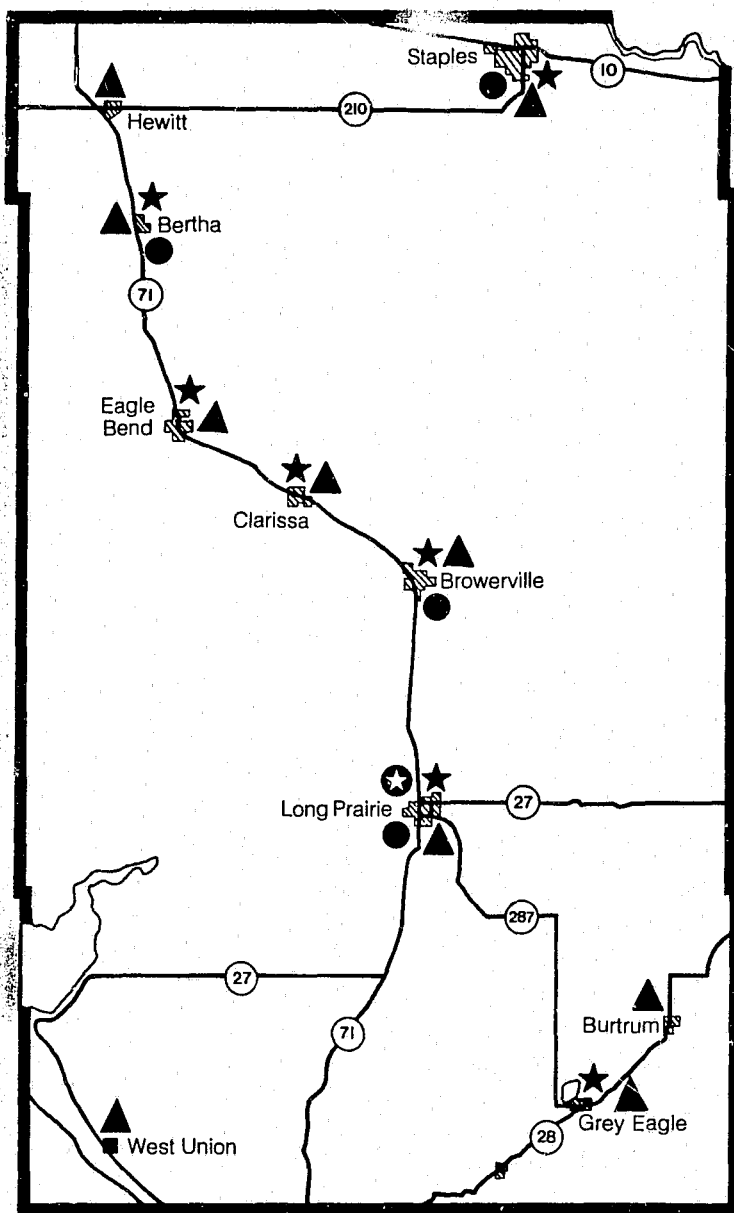 Staples
10
210
Hewitt
Bertha
71
Eagle
Bend
Clarissa
Browerville
Long Prairie
27
287
27
Burtrum
71
Grey Eagle
28
West Union